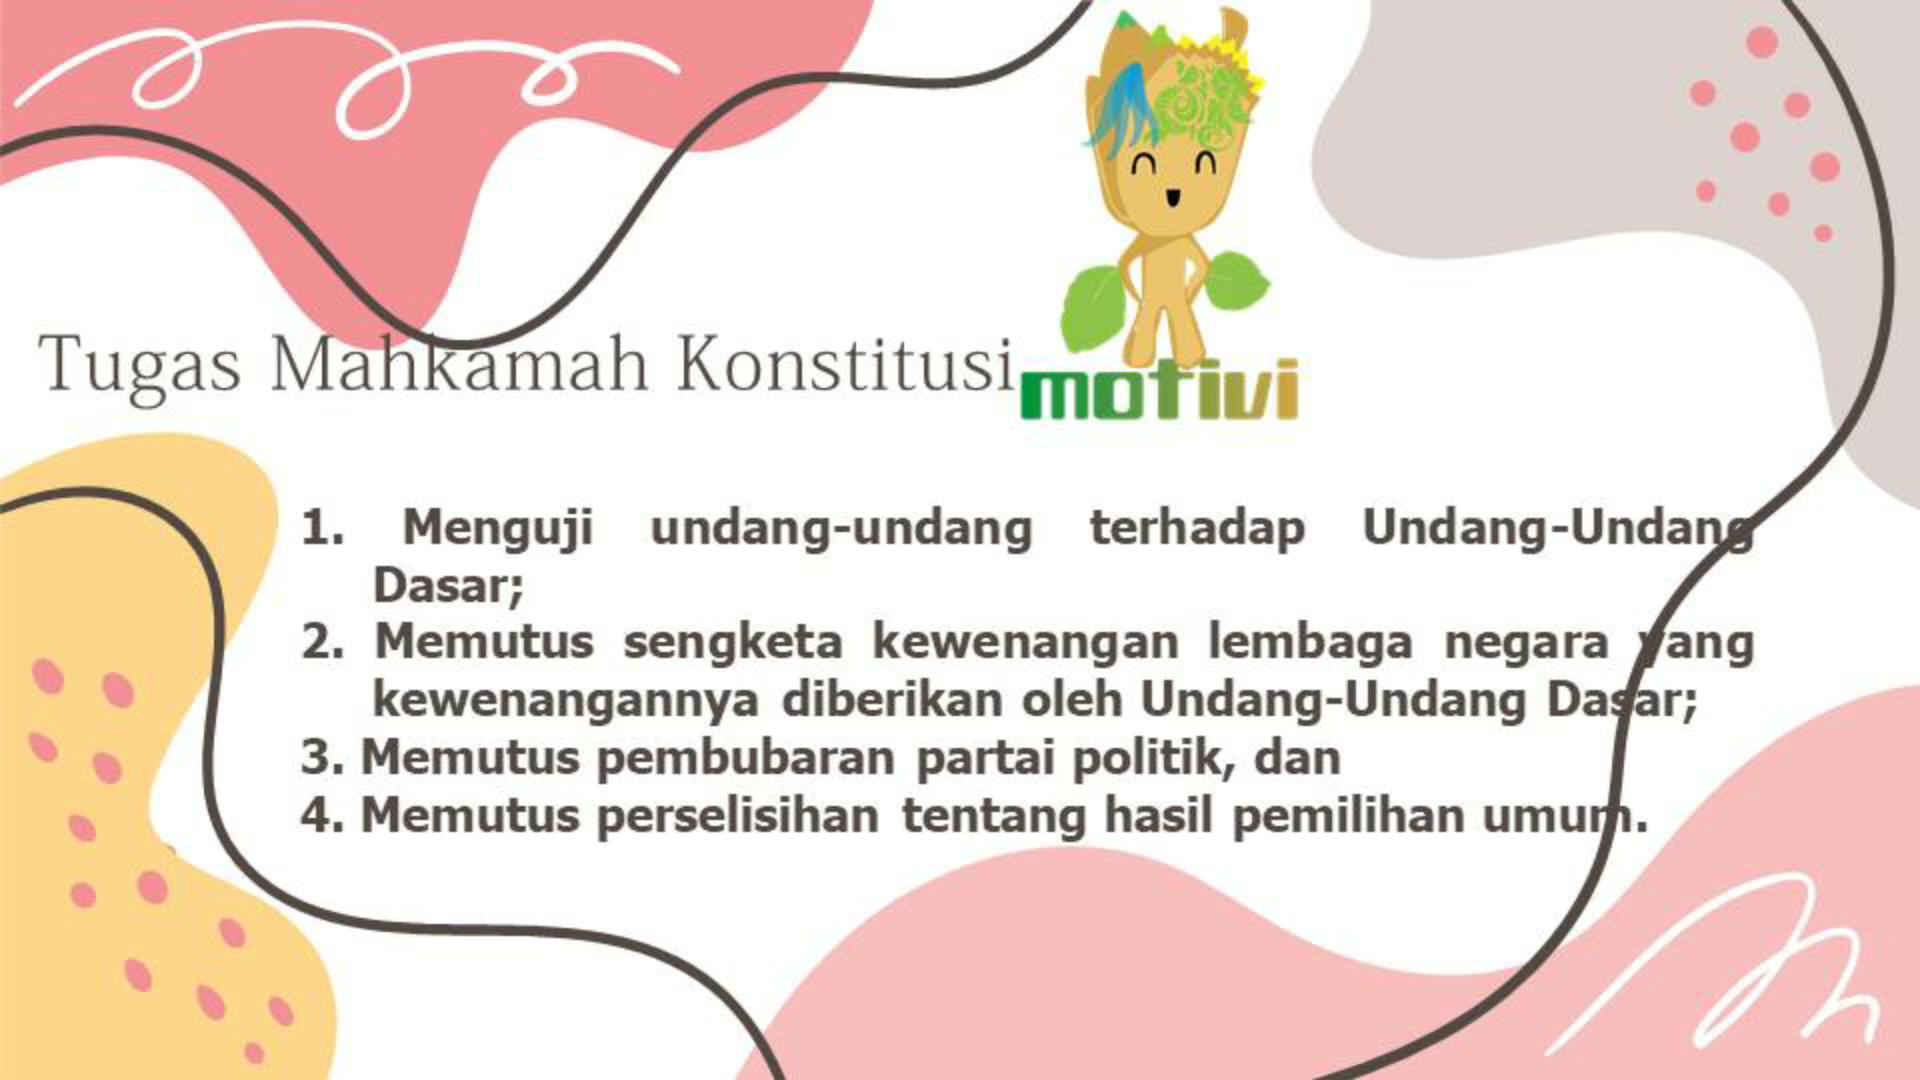 Tugas Mahkamah Konstitusi
motivi
1. Menguji undang-undang terhadap Undang-Undang
Dasar;
2. Memutus sengketa kewenangan lembaga negara yang
kewenangannya diberikan oleh Undang-Undang Dasar;
3. Memutus pembubaran partai politik, dan
4. Memutus perselisihan tentang hasil pemilihan umum.